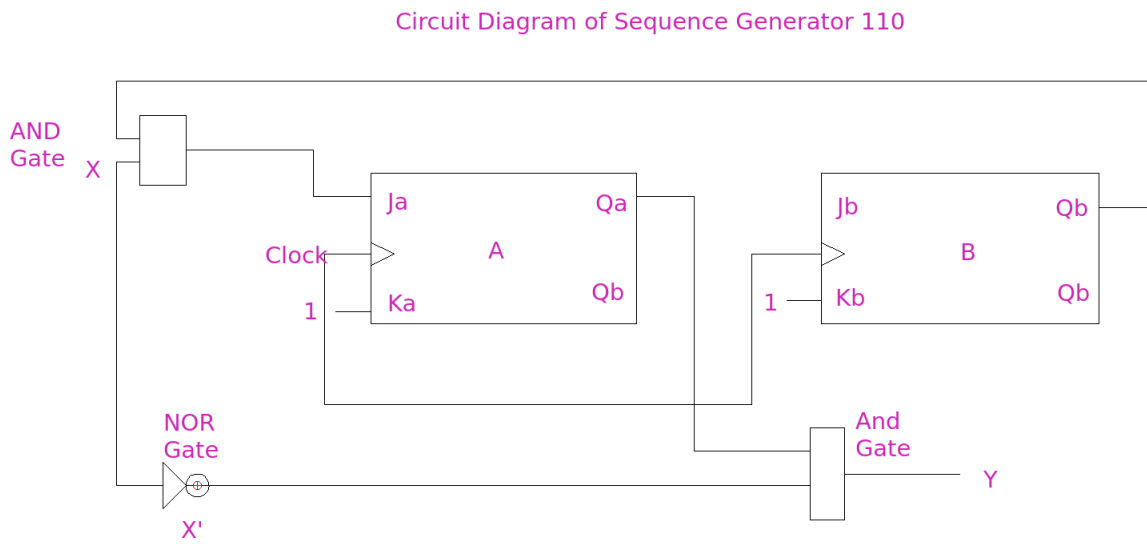 Circuit Diagram of Sequence Generator 110
AND
Gate
X
Ja
Qa
Jb
Qb
Clock
A
B
1
Ka
Qb
1
Kb
Qb
NOR
Gate
And
Gate
Y
X'